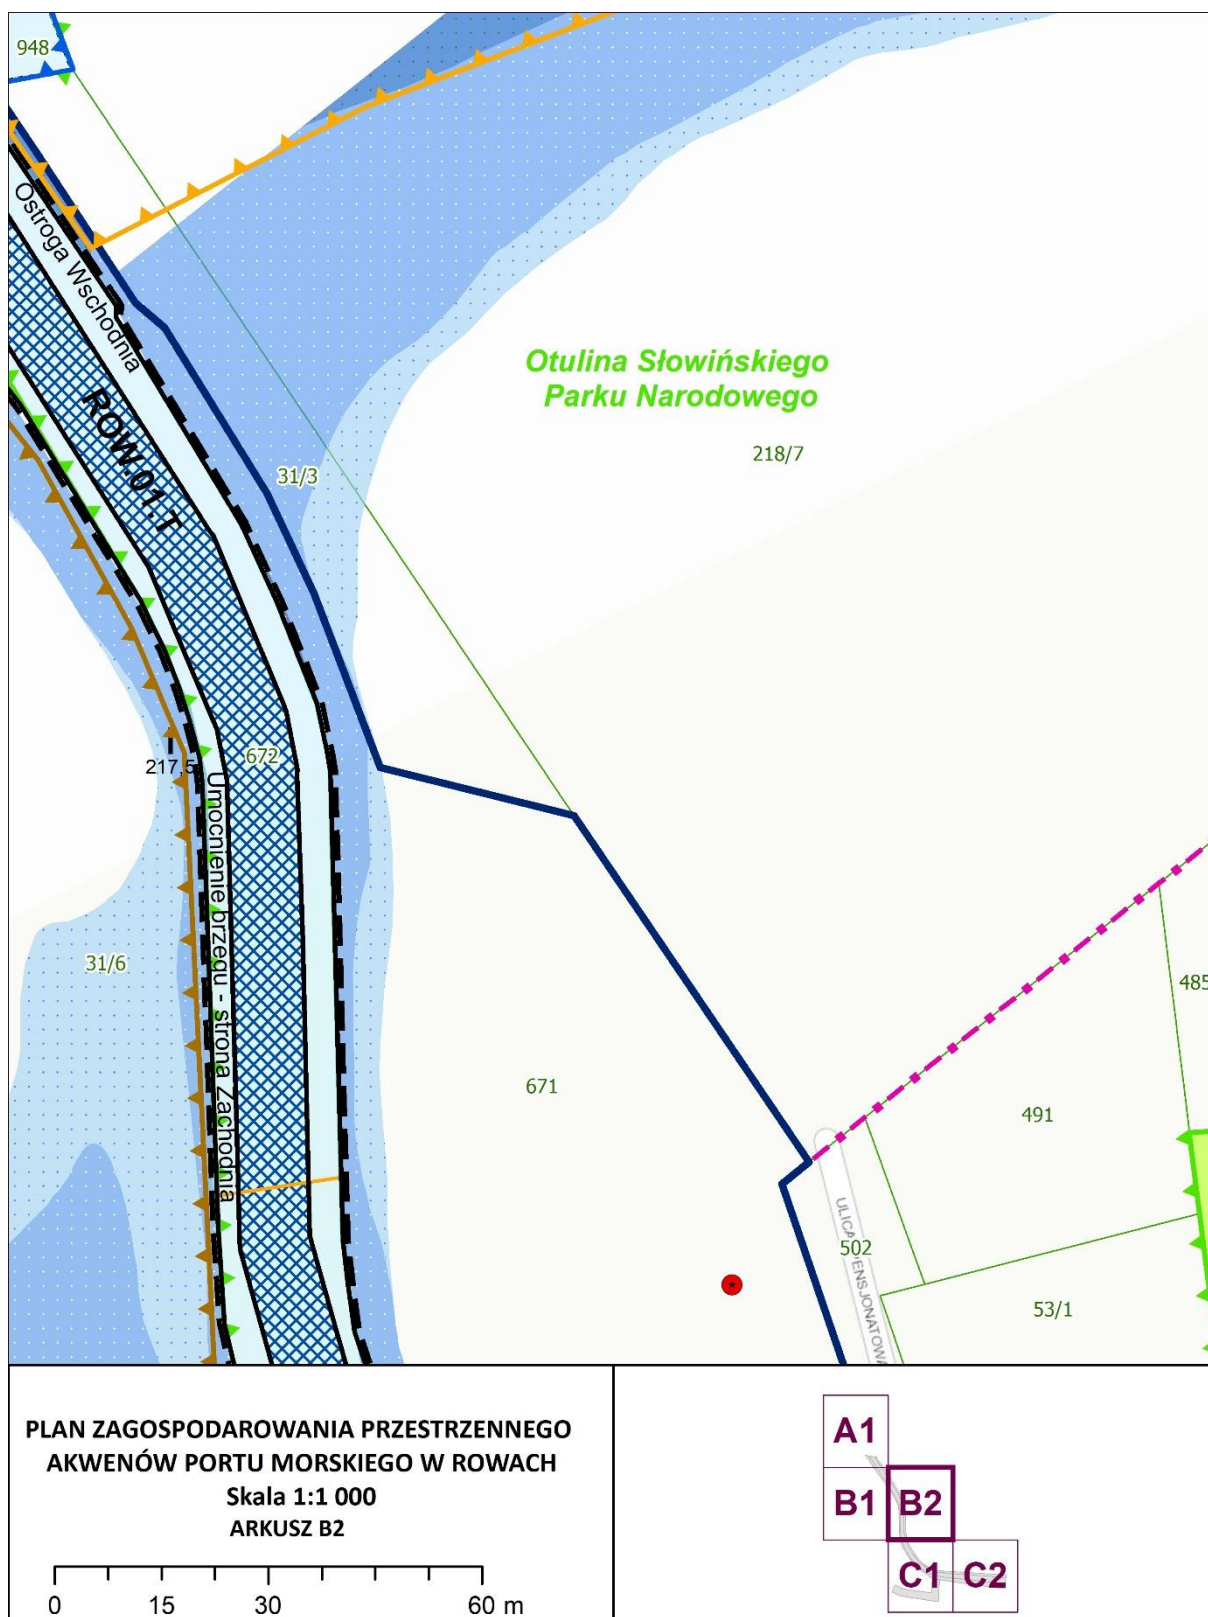 948
Ostroga Wschodnia
Otulina Słowińskiego
Parku Narodowego
218/7
ROW.01.T
31/3
672
217,5
Umocnienie brzegu - strona Zachodnia
31/6
485
671
491
ULICA PENSJONATOWA
502
53/1
PLAN ZAGOSPODAROWANIA PRZESTRZENNEGO
AKWENÓW PORTU MORSKIEGO W ROWACH
Skala 1:1 000
ARKUSZ B2
0 15 30 60 m
A1
B1 B2
C1 C2